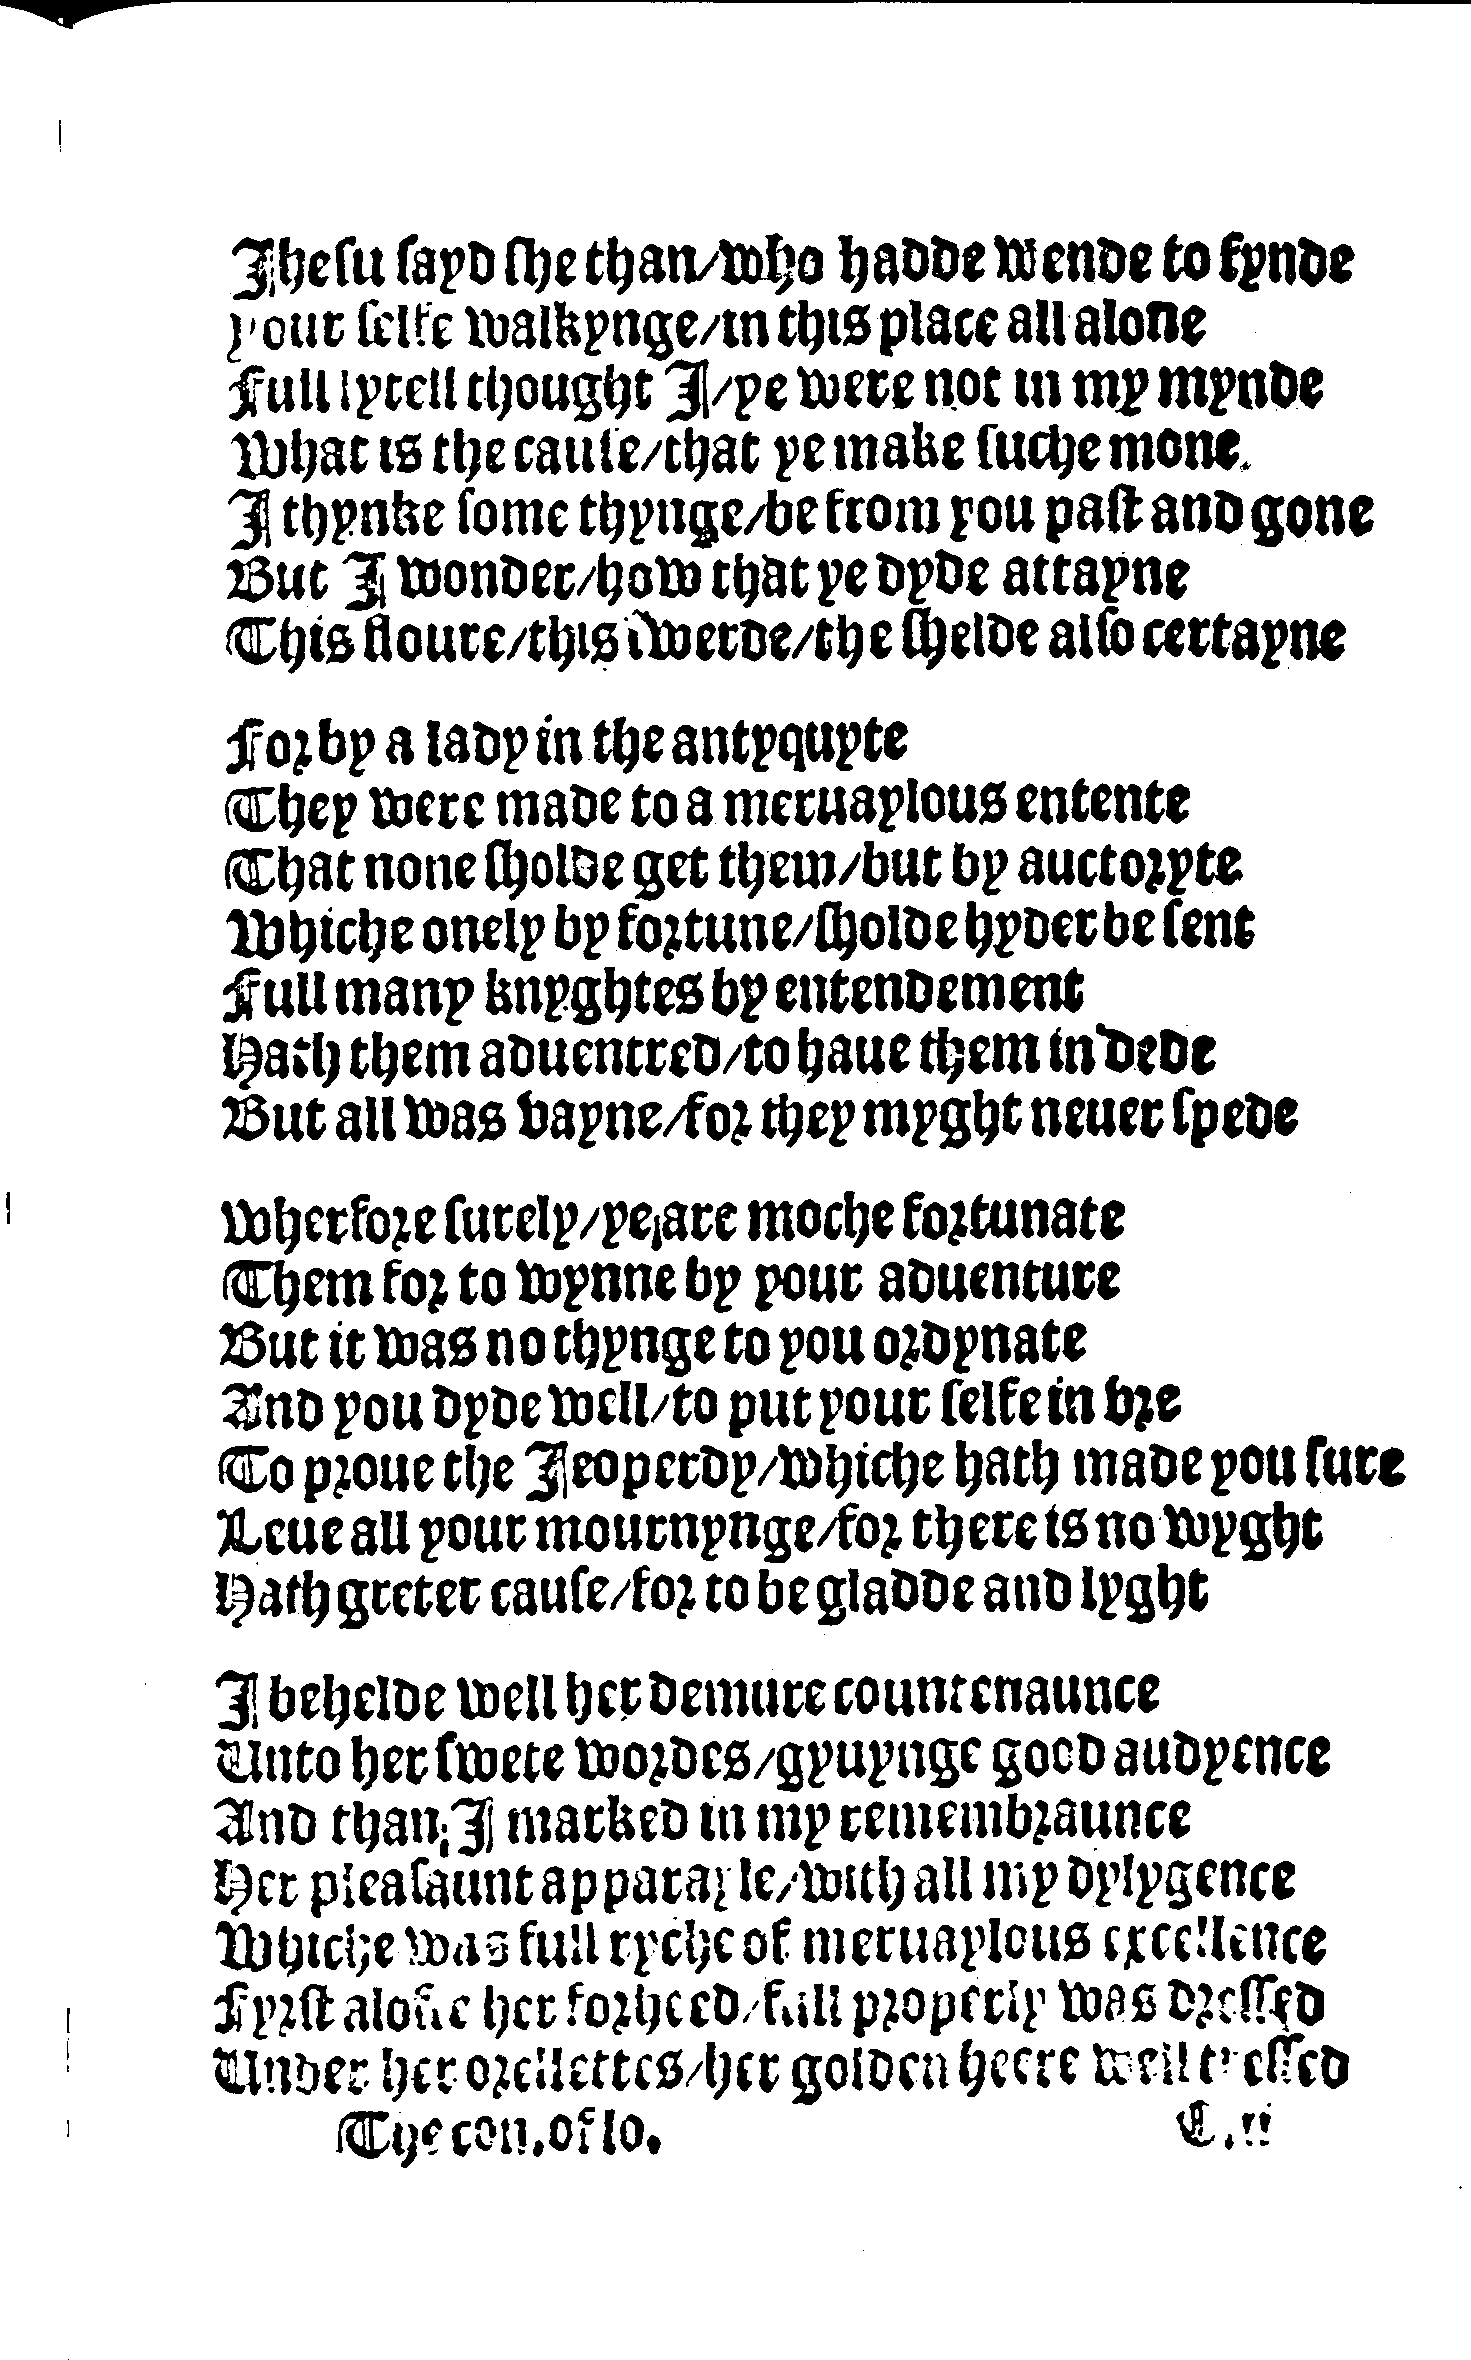 Jhesu sayd she than/who hadde wende to fynde
your selfe walkynge/in this place all alone
Full lytell thought I/ye were not in my mynde
What is the cause/that ye make suche mone.
I thynke some thynge/be from you past and gone
But I wonder/how that ye dyde attayne
This floure/this swerde/the shelde also certayne

For by a lady in the antyquyte
They were made to a meruaylous entente
That none sholde get them/but by auctoryte
Whiche onely by fortune/sholde hyder be sent
Full many knyghtes by entendement
Hath them aduentred/to haue them in dede
But all was vayne/for they myght neuer spede

Wherfore surely/ye are moche fortunate
Them for to wynne by your aduenture
But it was no thynge to you ordynate
And you dyde well/to put your selfe in vre
To proue the Jeoperdy/whiche hath made you sure
Leue all your mournynge/for there is no wyght
Hath greter cause/for to be gladde and lyght

I behelde well her demure countenaunce
Unto her swete wordes/gyuynge good audyence
And than I marked in my remembraunce
Her pleasaunt apparayle/with all my dylygence
Whiche was full ryche of meruaylous excellence
Fyrst alofte her forheed/full properly was dressed
Under her orellettes/her golden heere well tressed
The con. of lo. C.ii